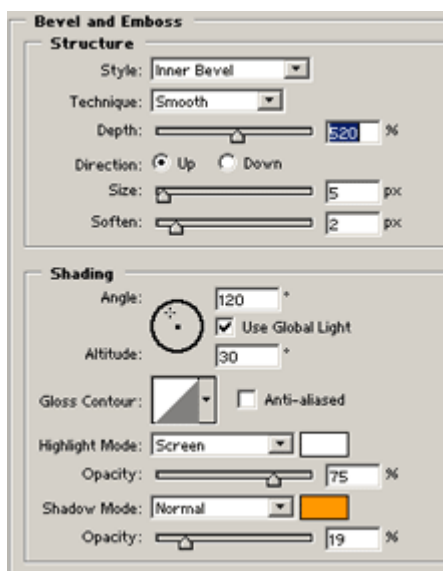 Bevel and Emboss
Structure
Style: Inner Bevel
Technique: Smooth
Depth: 520 %
Direction: Up Down
Size: 5 px
Soften: 2 px
Shading
Angle: 120 °
Use Global Light
Altitude: 30 °
Gloss Contour: Anti-aliased
Highlight Mode: Screen
Opacity: 75 %
Shadow Mode: Normal
Opacity: 19 %